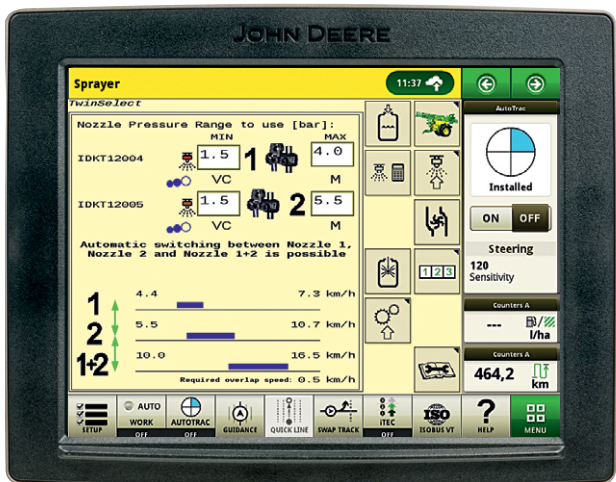 JOHN DEERE
Sprayer
11:37
TwinSelect
AutoTrac
Nozzle Pressure Range to use [bar]:
MIN MAX
IDKT12004 1.5 1 4.0
VC M
IDKT12005 1.5 2 5.5
VC M
Automatic switching between Nozzle 1,
Nozzle 2 and Nozzle 1+2 is possible
1 4.4 7.3 km/h
2 5.5 10.7 km/h
1+2 10.0 16.5 km/h
Required overlap speed: 0.5 km/h
1 2 3
Installed
ON OFF
Steering
120
Sensitivity
Counters A
--- l/ha
Counters A
464,2 km
SETUP
AUTO
WORK
OFF
AUTOTRAC
OFF
GUIDANCE
QUICK LINE
SWAP TRACK
iTEC
OFF
ISO
ISOBUS VT
?
HELP
MENU